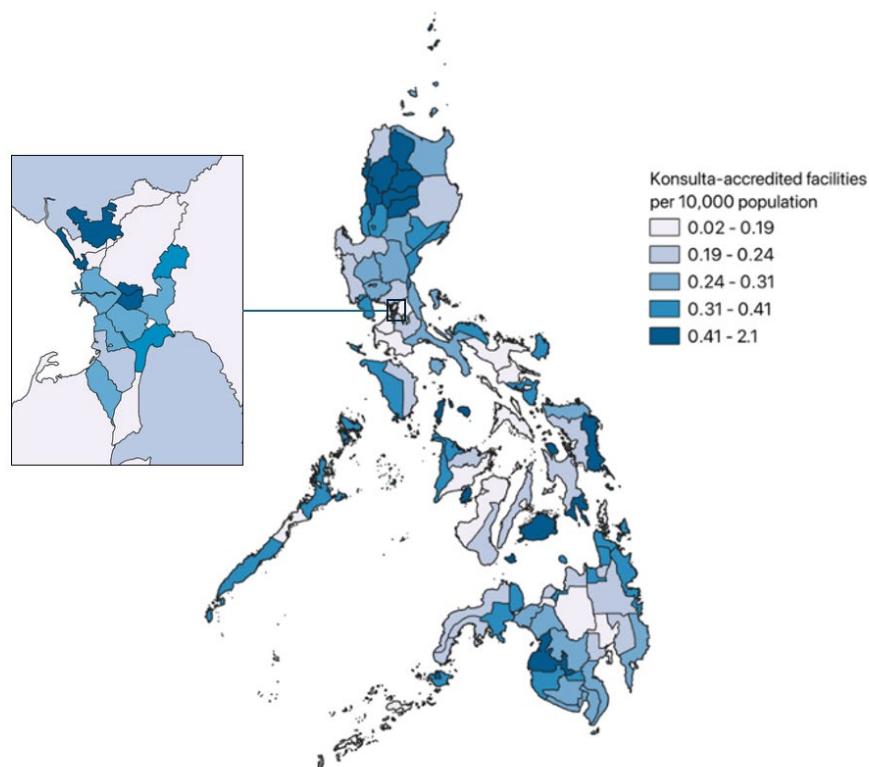 Konsulta-accredited facilities
per 10,000 population
0.02 - 0.19
0.19 - 0.24
0.24 - 0.31
0.31 - 0.41
0.41 - 2.1